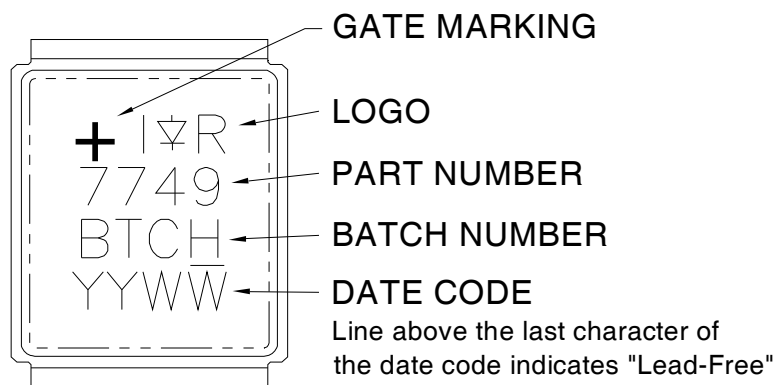 GATE MARKING
I R
LOGO
7749
PART NUMBER
BTCH
BATCH NUMBER
YYWW
DATE CODE
Line above the last character of
the date code indicates "Lead-Free"